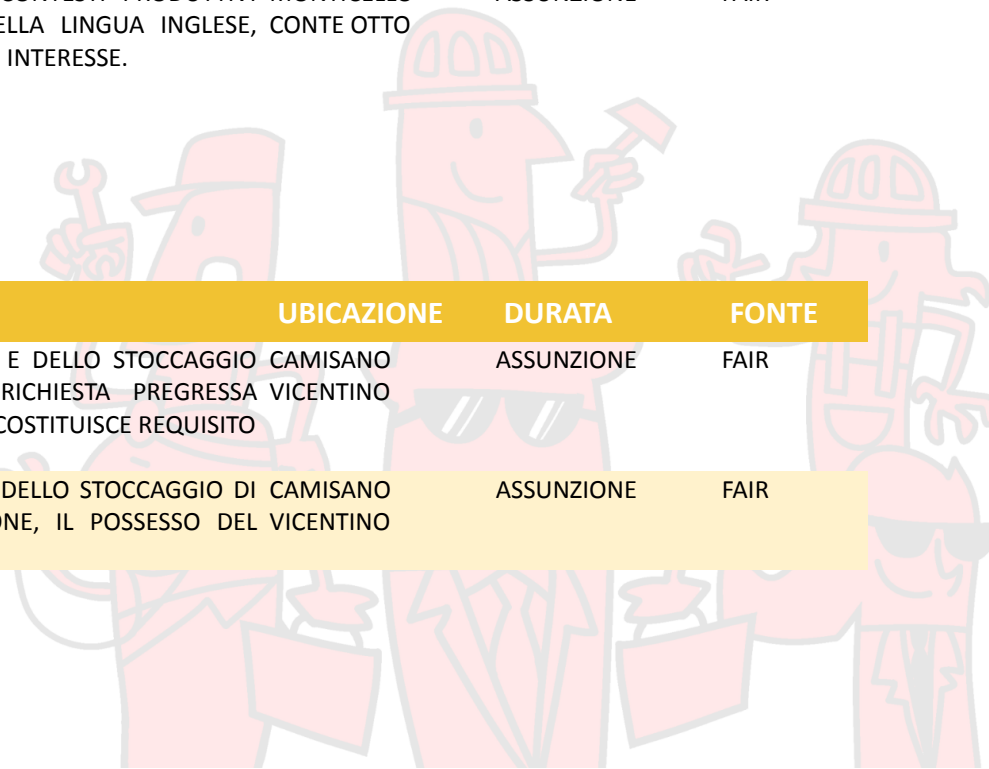 ELLA LINGUA INGLESE, CONTE OTTO
INTERESSE.
UBICAZIONE DURATA FONTE
E DELLO STOCCAGGIO CAMISANO ASSUNZIONE FAIR
RICHIESTA PREGRESSA VICENTINO
COSTITUISCE REQUISITO
DELLO STOCCAGGIO DI CAMISANO ASSUNZIONE FAIR
ONE, IL POSSESSO DEL VICENTINO